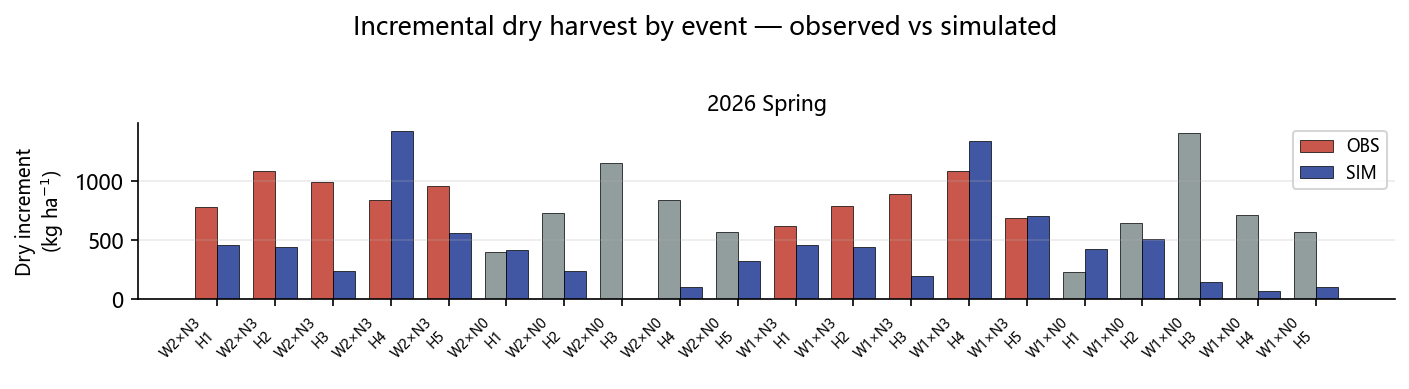 Incremental dry harvest by event — observed vs simulated
2026 Spring
Dry increment
(kg ha⁻¹)
1000
500
0
OBS
SIM
W2×N3
H1
W2×N3
H2
W2×N3
H3
W2×N3
H4
W2×N3
H5
W2×N0
H1
W2×N0
H2
W2×N0
H3
W2×N0
H4
W2×N0
H5
W1×N3
H1
W1×N3
H2
W1×N3
H3
W1×N3
H4
W1×N3
H5
W1×N0
H1
W1×N0
H2
W1×N0
H3
W1×N0
H4
W1×N0
H5